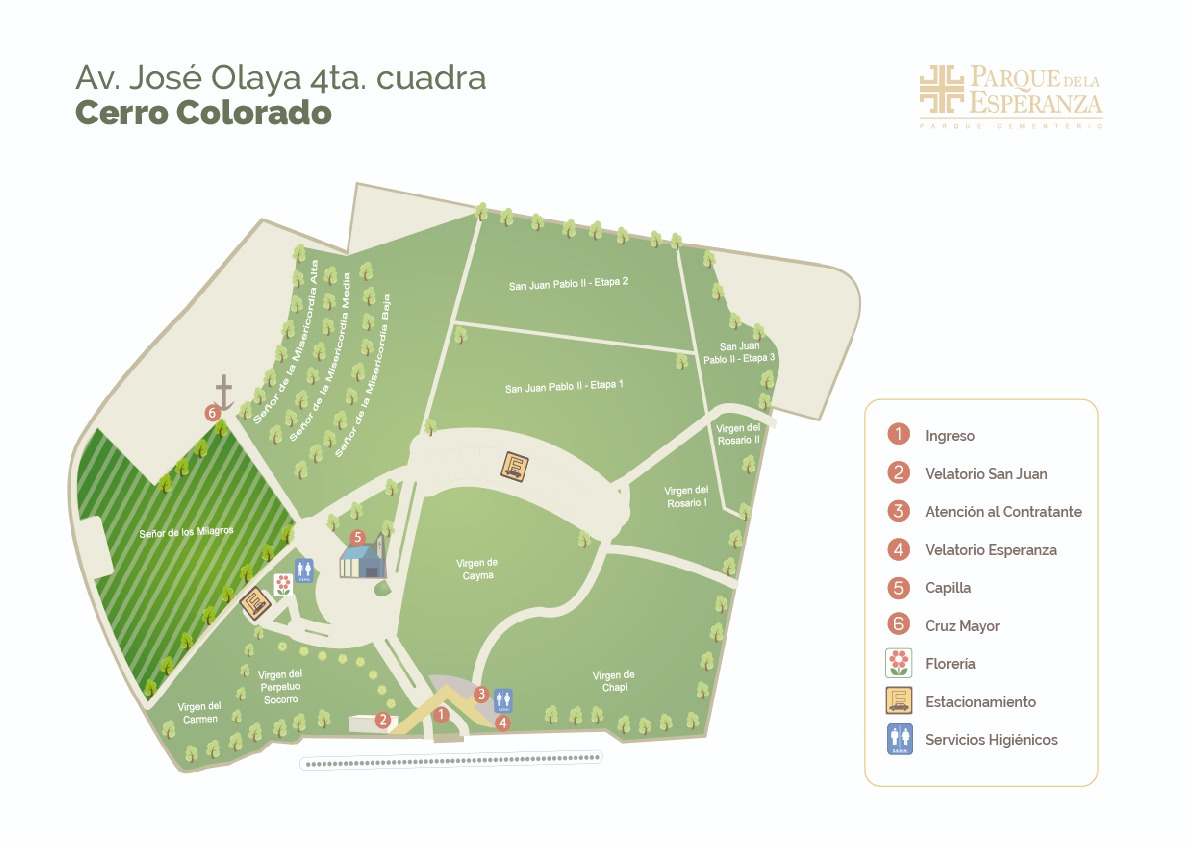 Av. José Olaya 4ta. cuadra
Cerro Colorado
PARQUE DE LA
ESPERANZA
PARQUE CEMENTERIO
San Juan Pablo II - Etapa 2
San Juan
Pablo II - Etapa 3
San Juan Pablo II - Etapa 1
Señor de la Misericordia Alta
Señor de la Misericordia Media
Señor de la Misericordia Baja
6
Virgen del
Rosario II
E
Virgen del
Rosario I
Señor de los Milagros
5
Virgen de
Cayma
S.S.H.H.
E
Virgen del
Perpetuo
Socorro
Virgen de
Chapi
Virgen del
Carmen
3
S.S.H.H.
2
1
4
1 Ingreso
2 Velatorio San Juan
3 Atención al Contratante
4 Velatorio Esperanza
5 Capilla
6 Cruz Mayor
Florería
E Estacionamiento
S.S.H.H. Servicios Higiénicos